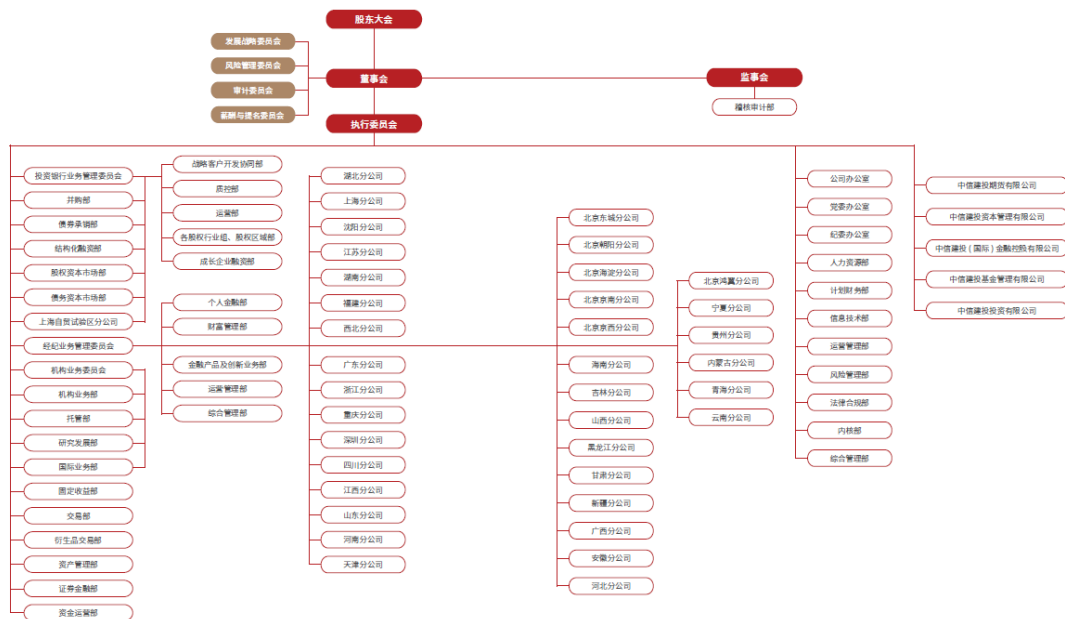 股东大会
发展战略委员会
风险管理委员会
审计委员会
薪酬与提名委员会
董事会
监事会
稽核审计部
执行委员会
投资银行业务管理委员会
并购部
债券承销部
结构化融资部
股权资本市场部
债务资本市场部
上海自贸试验区分公司
经纪业务管理委员会
机构业务委员会
机构业务部
托管部
研究发展部
国际业务部
固定收益部
交易部
衍生品交易部
资产管理部
证券金融部
资金运营部
战略客户开发协同部
质控部
运营部
各股权行业组、股权区域部
成长企业融资部
个人金融部
财富管理部
金融产品及创新业务部
运营管理部
综合管理部
湖北分公司
上海分公司
沈阳分公司
江苏分公司
湖南分公司
福建分公司
西北分公司
广东分公司
浙江分公司
重庆分公司
深圳分公司
四川分公司
江西分公司
山东分公司
河南分公司
天津分公司
北京东城分公司
北京朝阳分公司
北京海淀分公司
北京京南分公司
北京京西分公司
海南分公司
吉林分公司
山西分公司
黑龙江分公司
甘肃分公司
新疆分公司
广西分公司
安徽分公司
河北分公司
北京鸿翼分公司
宁夏分公司
贵州分公司
内蒙古分公司
青海分公司
云南分公司
公司办公室
党委办公室
纪委办公室
人力资源部
计划财务部
信息技术部
运营管理部
风险管理部
法律合规部
内核部
综合管理部
中信建投期货有限公司
中信建投资本管理有限公司
中信建投(国际)金融控股有限公司
中信建投基金管理有限公司
中信建投投资有限公司